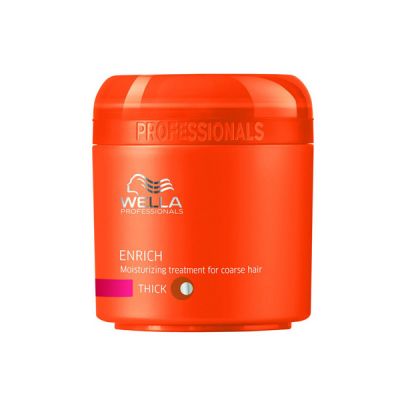 PROFESSIONALS
WELLA
PROFESSIONALS
ENRICH
Moisturizing treatment for coarse hair
THICK